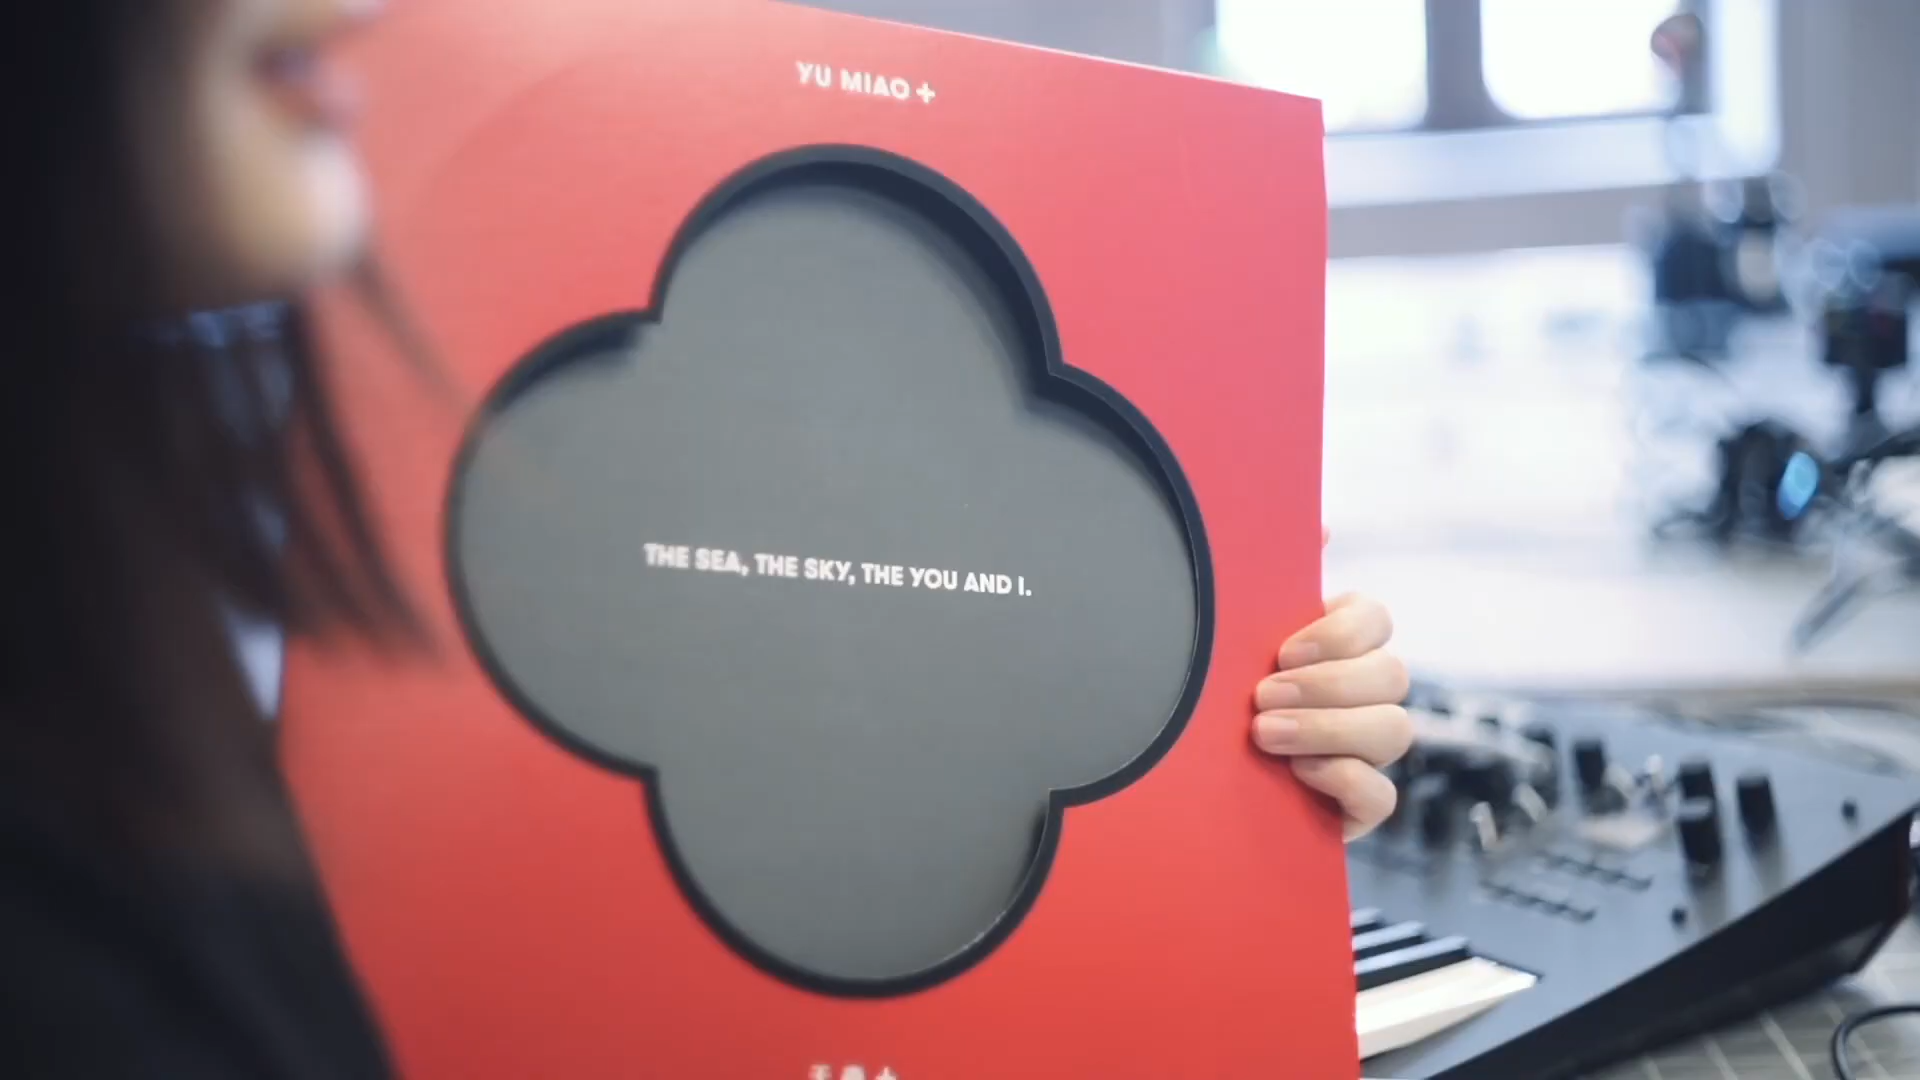 YU MIAO +
THE SEA, THE SKY, THE YOU AND I.